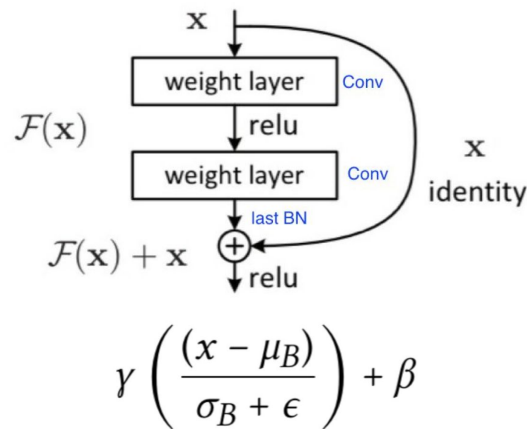 x
weight layer Conv
F(x)
relu
x
weight layer Conv
identity
last BN
F(x) + x
+
relu
γ ( (x − μ_B) / (σ_B + ϵ) ) + β